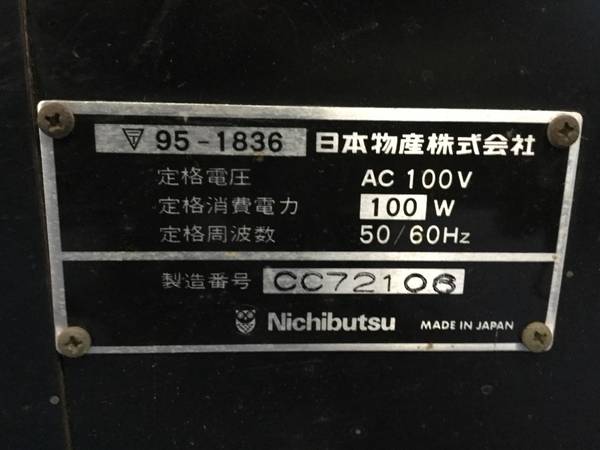 〒 95-1836 日本物産株式会社
定格電圧 AC 100V
定格消費電力 100 W
定格周波数 50/60Hz
製造番号 CC72106
Nichibutsu MADE IN JAPAN